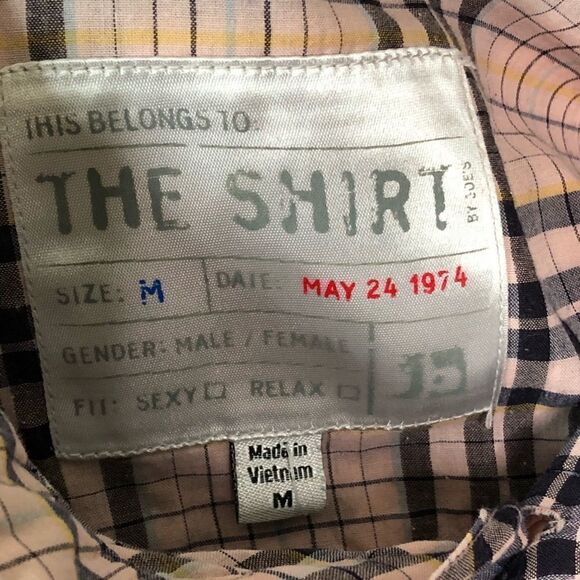 THIS BELONGS TO:
THE SHIRT
BY JOE'S
SIZE: M
DATE: MAY 24 1974
GENDER: MALE / FEMALE
FIT: SEXY RELAX
Made in
Vietnam
M